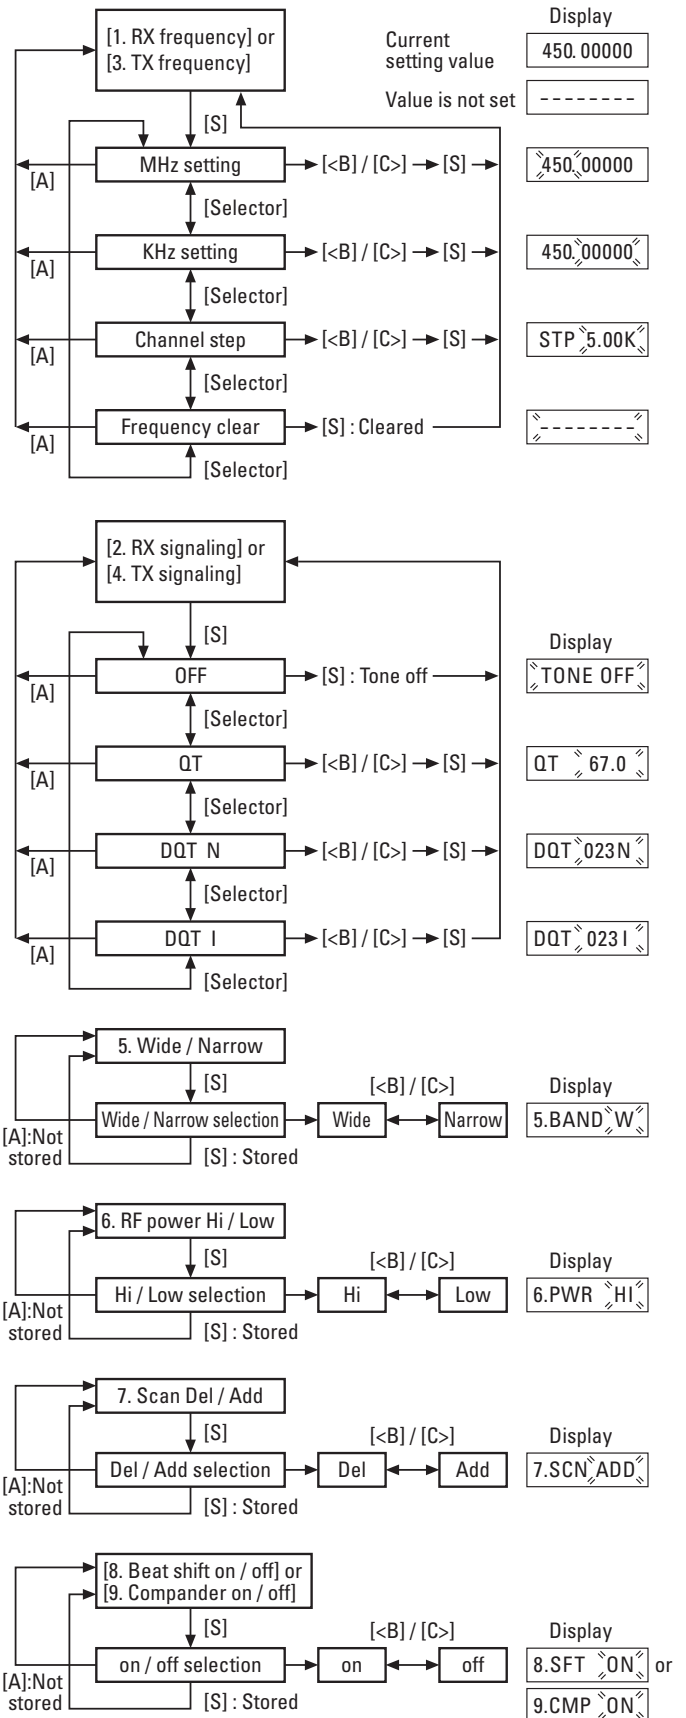 Display
[1. RX frequency] or
[3. TX frequency]
Current
setting value
450.00000
Value is not set
--------
[S]
MHz setting
[<B] / [C>]
[S]
450.00000
[A]
[Selector]
KHz setting
[<B] / [C>]
[S]
450.00000
[A]
[Selector]
Channel step
[<B] / [C>]
[S]
STP 5.00K
[A]
[Selector]
Frequency clear
[S] : Cleared
--------
[A]
[Selector]
[2. RX signaling] or
[4. TX signaling]
[S]
Display
OFF
[S] : Tone off
TONE OFF
[A]
[Selector]
QT
[<B] / [C>]
[S]
QT 67.0
[A]
[Selector]
DQT N
[<B] / [C>]
[S]
DQT 023N
[A]
[Selector]
DQT I
[<B] / [C>]
[S]
DQT 023I
[A]
[Selector]
5. Wide / Narrow
[S]
[<B] / [C>]
Display
Wide / Narrow selection
Wide
Narrow
5.BAND W
[A]:Not
stored
[S] : Stored
6. RF power Hi / Low
[S]
[<B] / [C>]
Display
Hi / Low selection
Hi
Low
6.PWR HI
[A]:Not
stored
[S] : Stored
7. Scan Del / Add
[S]
[<B] / [C>]
Display
Del / Add selection
Del
Add
7.SCN ADD
[A]:Not
stored
[S] : Stored
[8. Beat shift on / off] or
[9. Compander on / off]
[S]
[<B] / [C>]
Display
on / off selection
on
off
8.SFT ON or
[A]:Not
stored
[S] : Stored
9.CMP ON